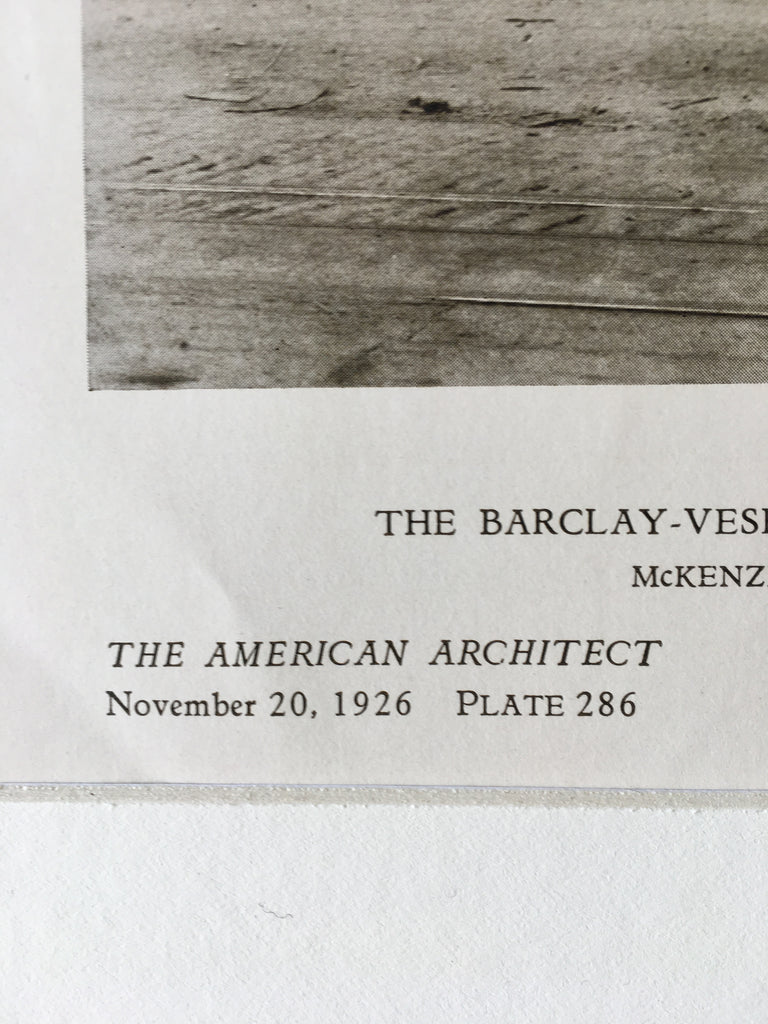 THE BARCLAY-VES
McKENZ
THE AMERICAN ARCHITECT
November 20, 1926 PLATE 286